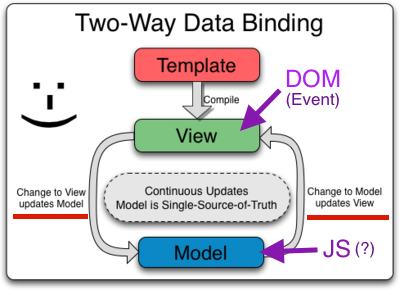 Two-Way Data Binding
Template
DOM
(Event)
Compile
View
Change to View
updates Model
Continuous Updates
Model is Single-Source-of-Truth
Change to Model
updates View
Model
JS (?)